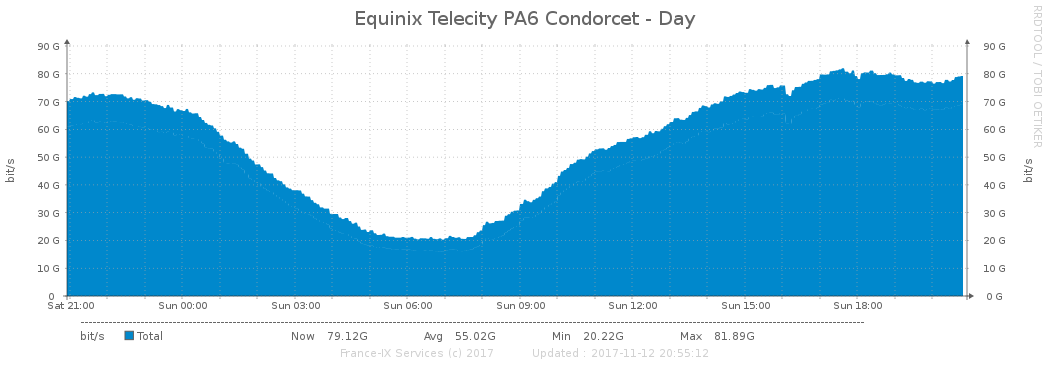 Equinix Telecity PA6 Condorcet - Day
RRDTOOL / TOBI OETIKER
bit/s
90 G
80 G
70 G
60 G
50 G
40 G
30 G
20 G
10 G
0
90 G
80 G
70 G
60 G
50 G
40 G
30 G
20 G
10 G
0 G
bit/s
Sat 21:00 Sun 00:00 Sun 03:00 Sun 06:00 Sun 09:00 Sun 12:00 Sun 15:00 Sun 18:00
bit/s Total Now 79.12G Avg 55.02G Min 20.22G Max 81.89G
France-IX Services (c) 2017 Updated : 2017-11-12 20:55:12